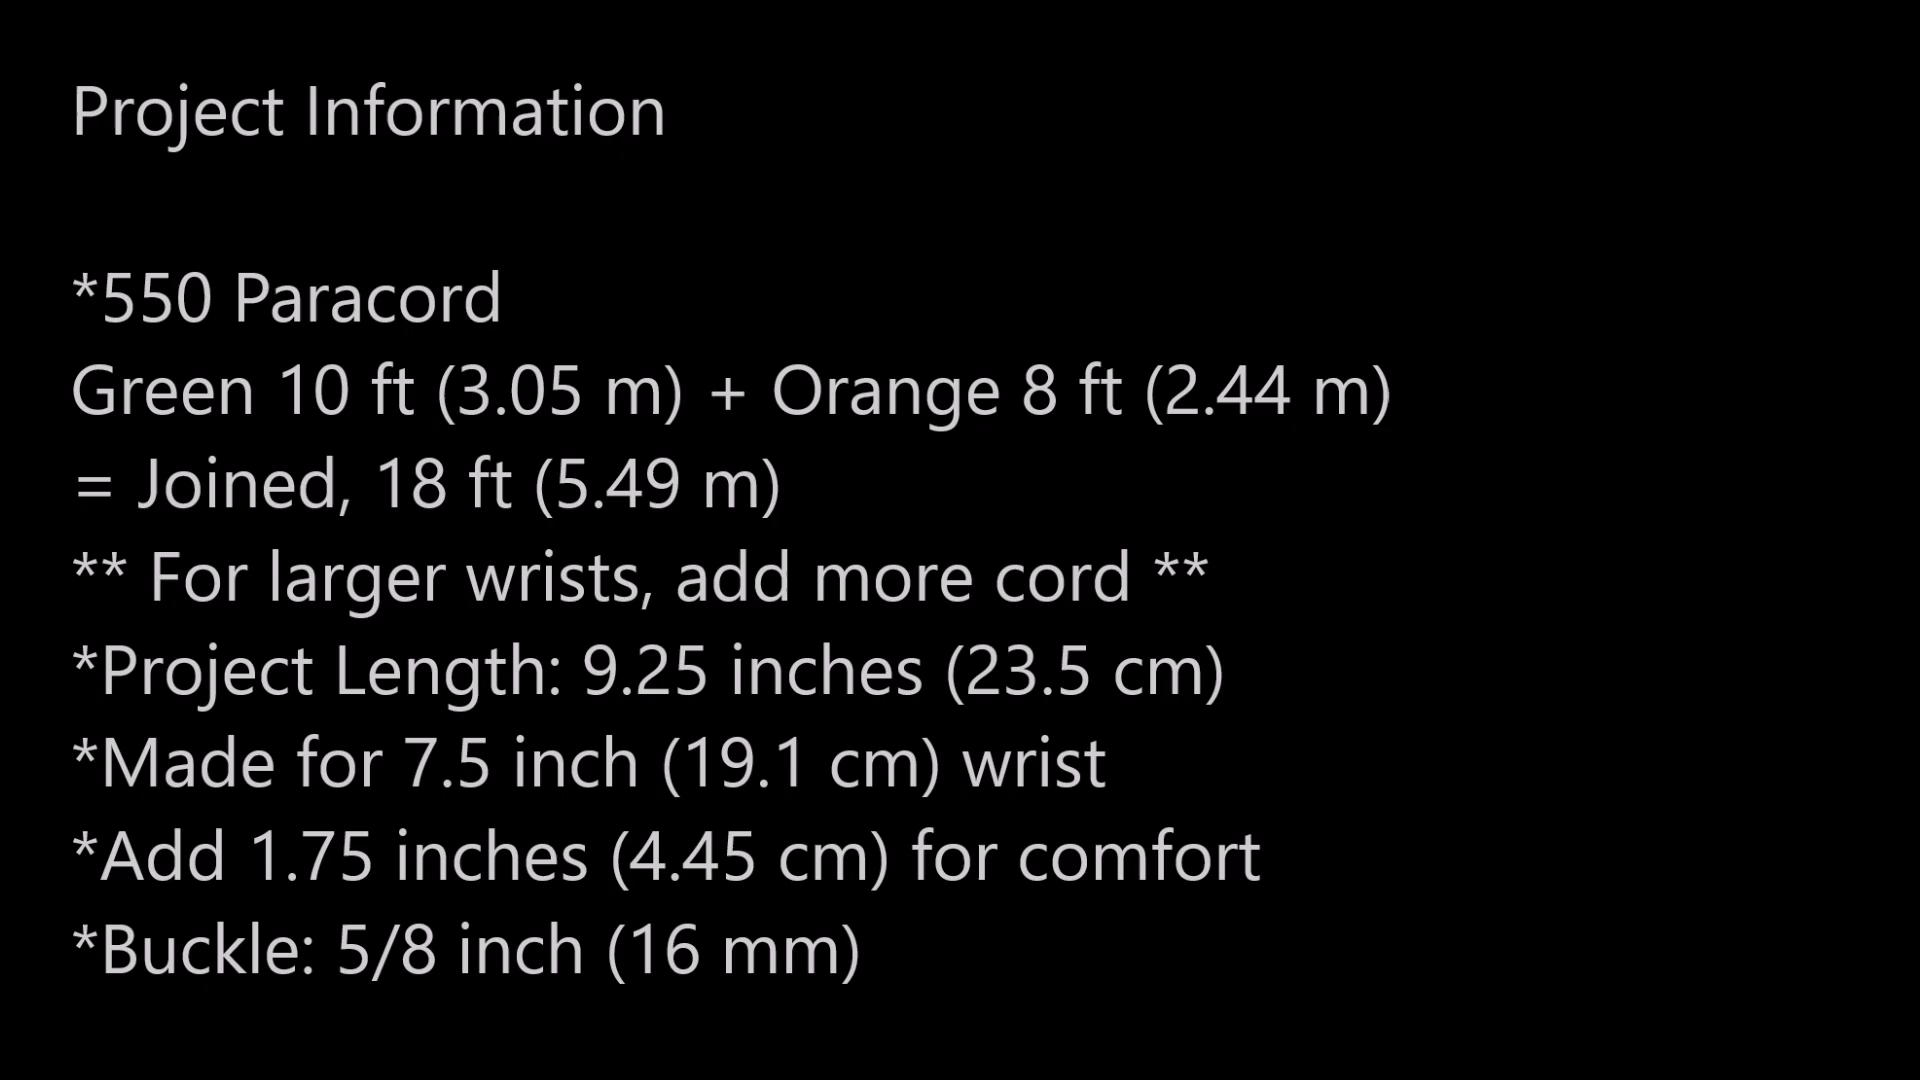 Project Information
*550 Paracord
Green 10 ft (3.05 m) + Orange 8 ft (2.44 m)
= Joined, 18 ft (5.49 m)
** For larger wrists, add more cord **
*Project Length: 9.25 inches (23.5 cm)
*Made for 7.5 inch (19.1 cm) wrist
*Add 1.75 inches (4.45 cm) for comfort
*Buckle: 5/8 inch (16 mm)